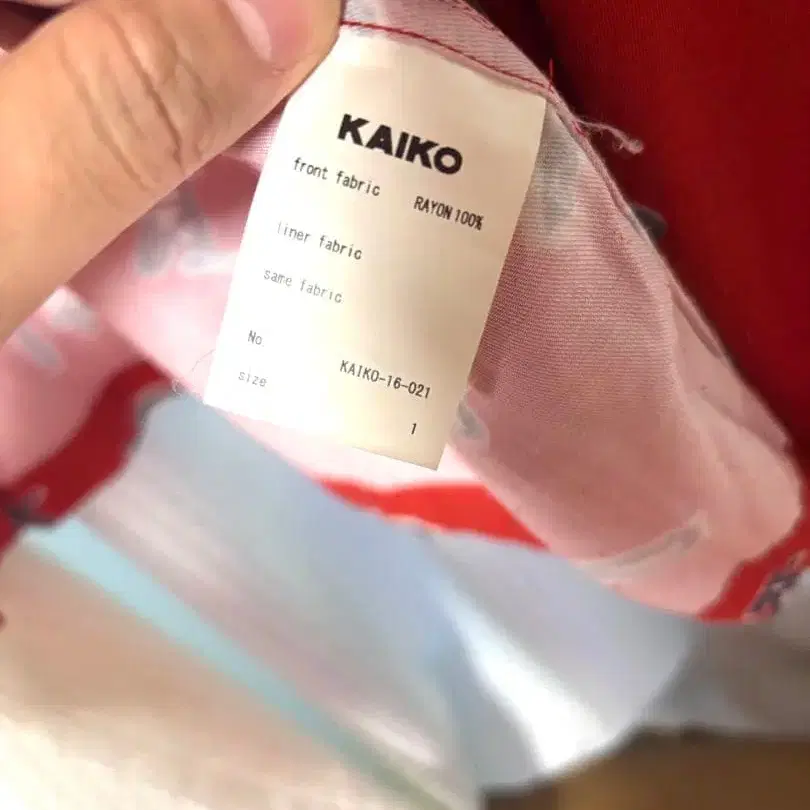 KAIKO
front fabric RAYON 100%
liner fabric
same fabric
No. KAIKO-16-021
size 1